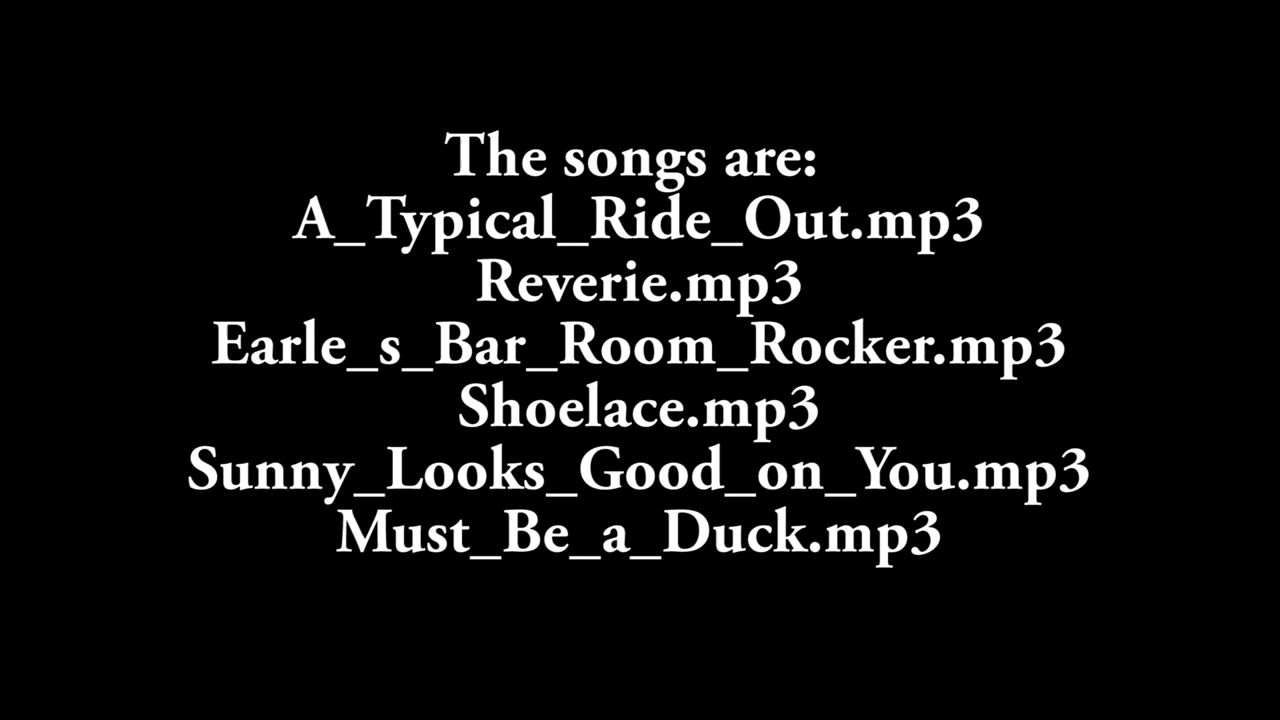 The songs are:
A_Typical_Ride_Out.mp3
Reverie.mp3
Earle_s_Bar_Room_Rocker.mp3
Shoelace.mp3
Sunny_Looks_Good_on_You.mp3
Must_Be_a_Duck.mp3